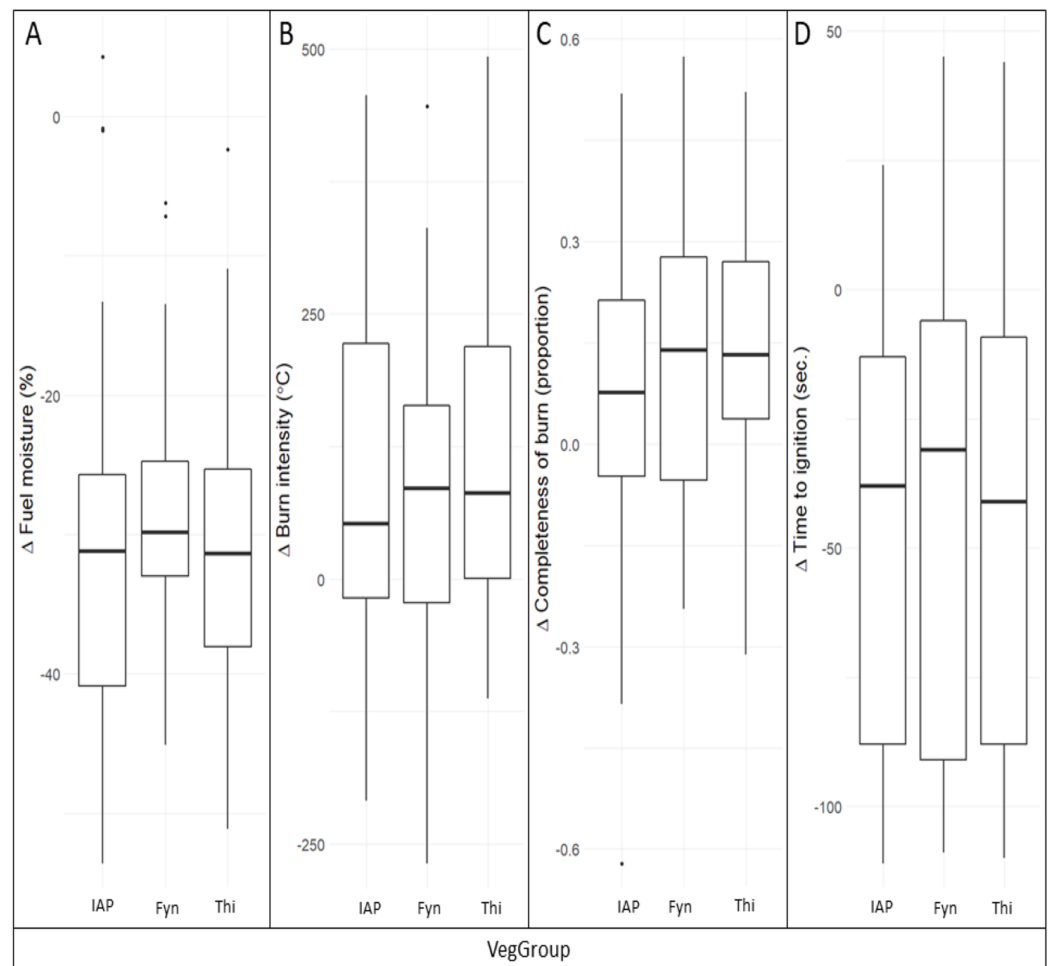 A
Δ Fuel moisture (%)
0
-20
-40
IAP Fyn Thi
B
Δ Burn intensity (°C)
500
250
0
-250
IAP Fyn Thi
C
Δ Completeness of burn (proportion)
0.6
0.3
0.0
-0.3
-0.6
IAP Fyn Thi
D
Δ Time to ignition (sec.)
50
0
-50
-100
IAP Fyn Thi
VegGroup